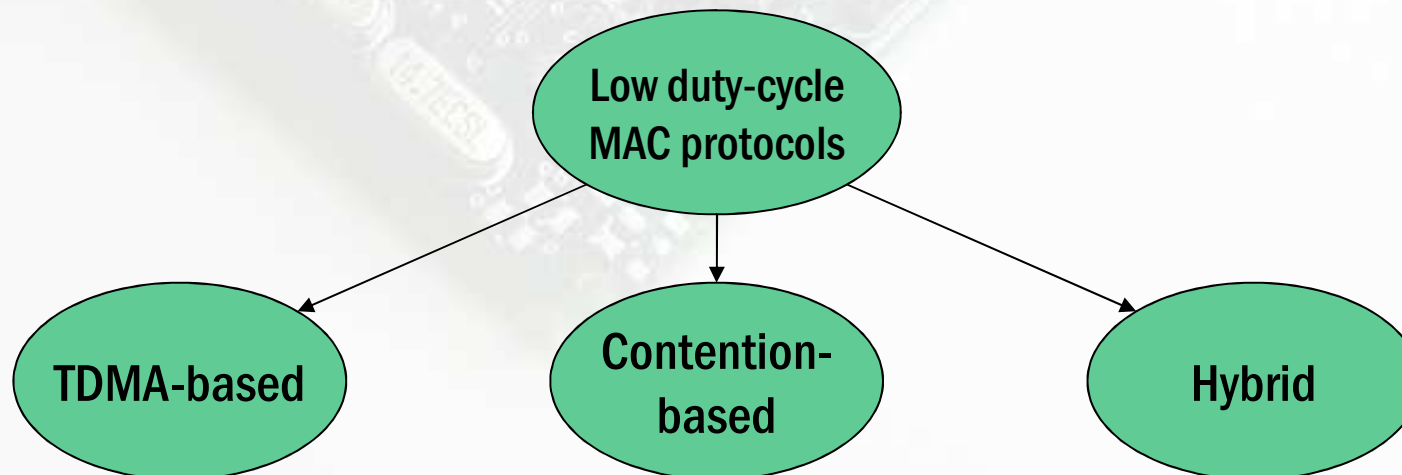 Low duty-cycle
MAC protocols
TDMA-based
Contention-
based
Hybrid